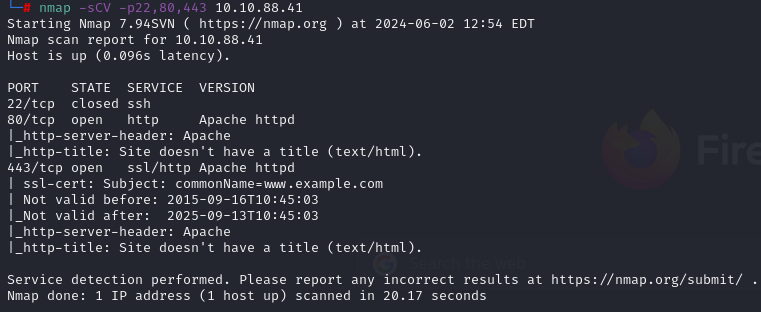 └─# nmap -sCV -p22,80,443 10.10.88.41
Starting Nmap 7.94SVN ( https://nmap.org ) at 2024-06-02 12:54 EDT
Nmap scan report for 10.10.88.41
Host is up (0.096s latency).

PORT    STATE  SERVICE  VERSION
22/tcp  closed ssh
80/tcp  open   http     Apache httpd
|_http-server-header: Apache
|_http-title: Site doesn't have a title (text/html).
443/tcp open   ssl/http Apache httpd
| ssl-cert: Subject: commonName=www.example.com
| Not valid before: 2015-09-16T10:45:03
|_Not valid after:  2025-09-13T10:45:03
|_http-server-header: Apache
|_http-title: Site doesn't have a title (text/html).
Fire
Search the web

Service detection performed. Please report any incorrect results at https://nmap.org/submit/ .
Nmap done: 1 IP address (1 host up) scanned in 20.17 seconds